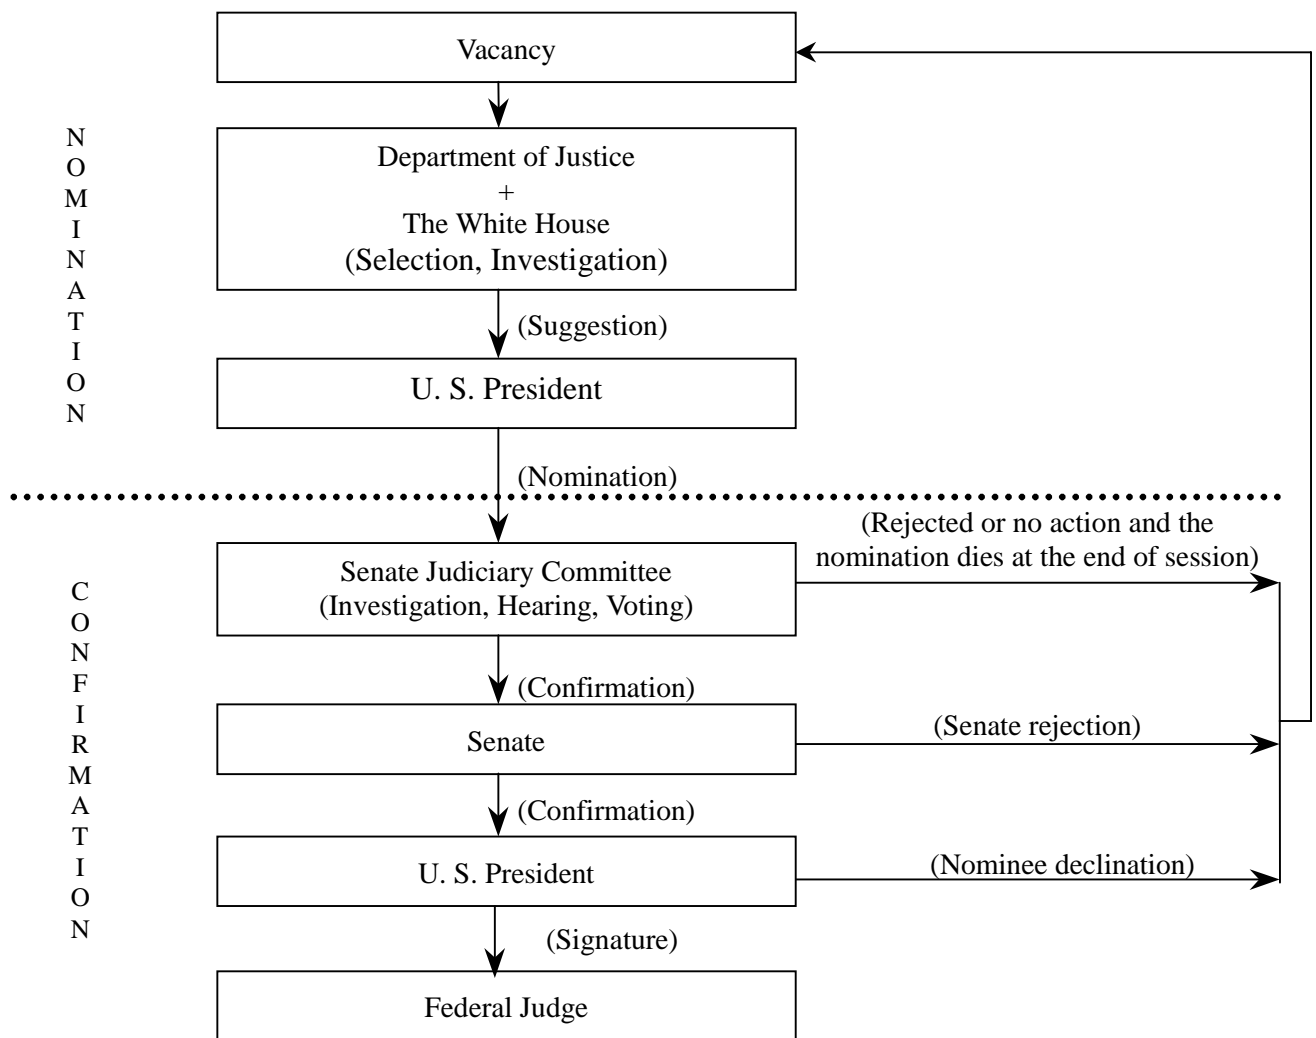 Vacancy
NOMINATION
Department of Justice
+
The White House
(Selection, Investigation)
(Suggestion)
U. S. President
(Nomination)
(Rejected or no action and the
nomination dies at the end of session)
CONFIRMATION
Senate Judiciary Committee
(Investigation, Hearing, Voting)
(Confirmation)
Senate
(Senate rejection)
(Confirmation)
U. S. President
(Nominee declination)
(Signature)
Federal Judge